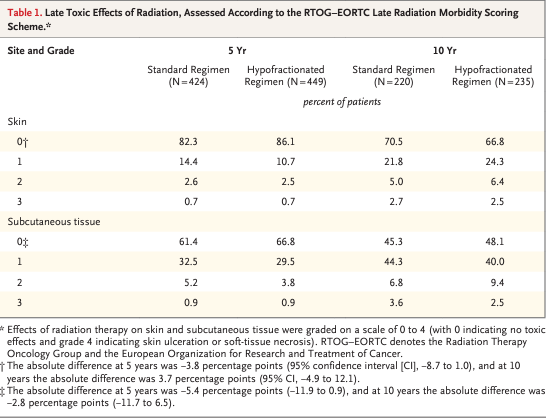 Table 1. Late Toxic Effects of Radiation, Assessed According to the RTOG–EORTC Late Radiation Morbidity Scoring
Scheme.*
Site and Grade 5 Yr 10 Yr
Standard Regimen Hypofractionated Standard Regimen Hypofractionated
(N=424) Regimen (N=449) (N=220) Regimen (N=235)
percent of patients
Skin
0† 82.3 86.1 70.5 66.8
1 14.4 10.7 21.8 24.3
2 2.6 2.5 5.0 6.4
3 0.7 0.7 2.7 2.5
Subcutaneous tissue
0‡ 61.4 66.8 45.3 48.1
1 32.5 29.5 44.3 40.0
2 5.2 3.8 6.8 9.4
3 0.9 0.9 3.6 2.5
* Effects of radiation therapy on skin and subcutaneous tissue were graded on a scale of 0 to 4 (with 0 indicating no toxic
effects and grade 4 indicating skin ulceration or soft-tissue necrosis). RTOG–EORTC denotes the Radiation Therapy
Oncology Group and the European Organization for Research and Treatment of Cancer.
† The absolute difference at 5 years was –3.8 percentage points (95% confidence interval [CI], –8.7 to 1.0), and at 10
years the absolute difference was 3.7 percentage points (95% CI, –4.9 to 12.1).
‡ The absolute difference at 5 years was –5.4 percentage points (–11.9 to 0.9), and at 10 years the absolute difference was
–2.8 percentage points (–11.7 to 6.5).